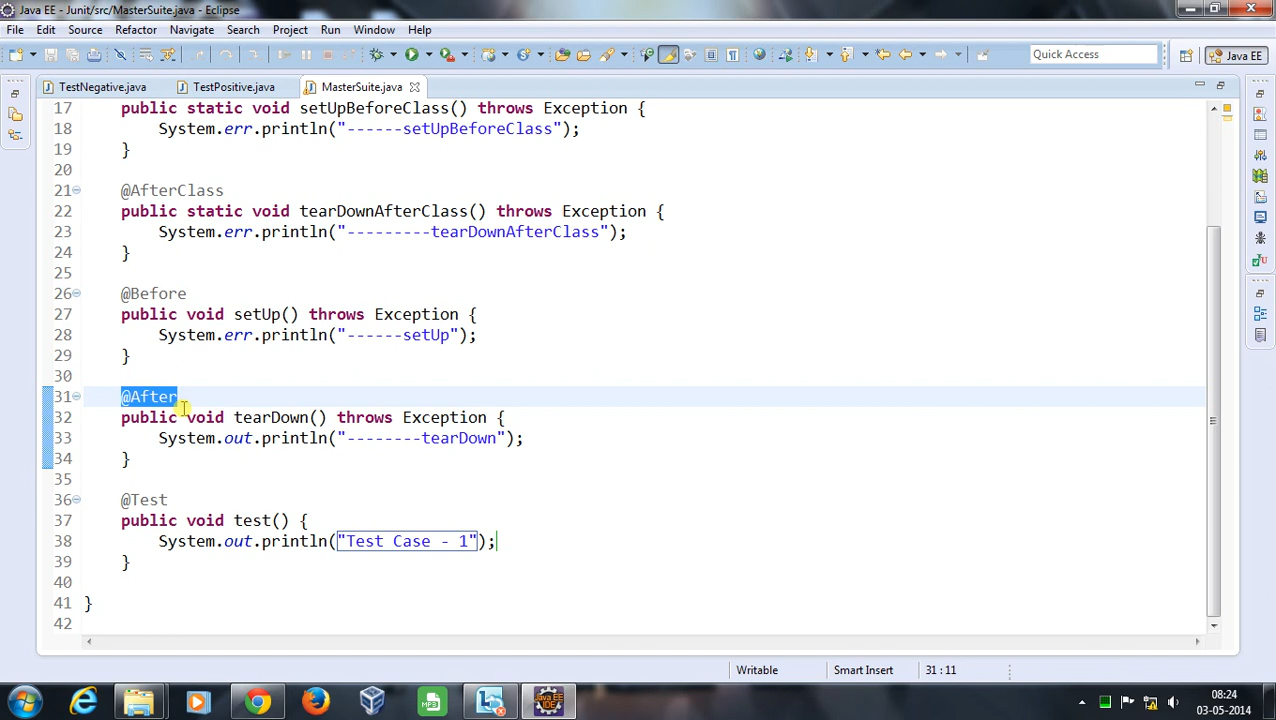 Java EE - Junit/src/MasterSuite.java - Eclipse
File Edit Source Refactor Navigate Search Project Run Window Help
Quick Access
Java EE
TestNegative.java TestPositive.java MasterSuite.java
17 public static void setUpBeforeClass() throws Exception {
18 System.err.println("------setUpBeforeClass");
19 }
20
21 @AfterClass
22 public static void tearDownAfterClass() throws Exception {
23 System.err.println("---------tearDownAfterClass");
24 }
25
26 @Before
27 public void setUp() throws Exception {
28 System.err.println("------setUp");
29 }
30
31 @After
32 public void tearDown() throws Exception {
33 System.out.println("--------tearDown");
34 }
35
36 @Test
37 public void test() {
38 System.out.println("Test Case - 1");
39 }
40
41 }
42
Writable Smart Insert 31 : 11
MP3
Java EE
IDE
08:24
03-05-2014